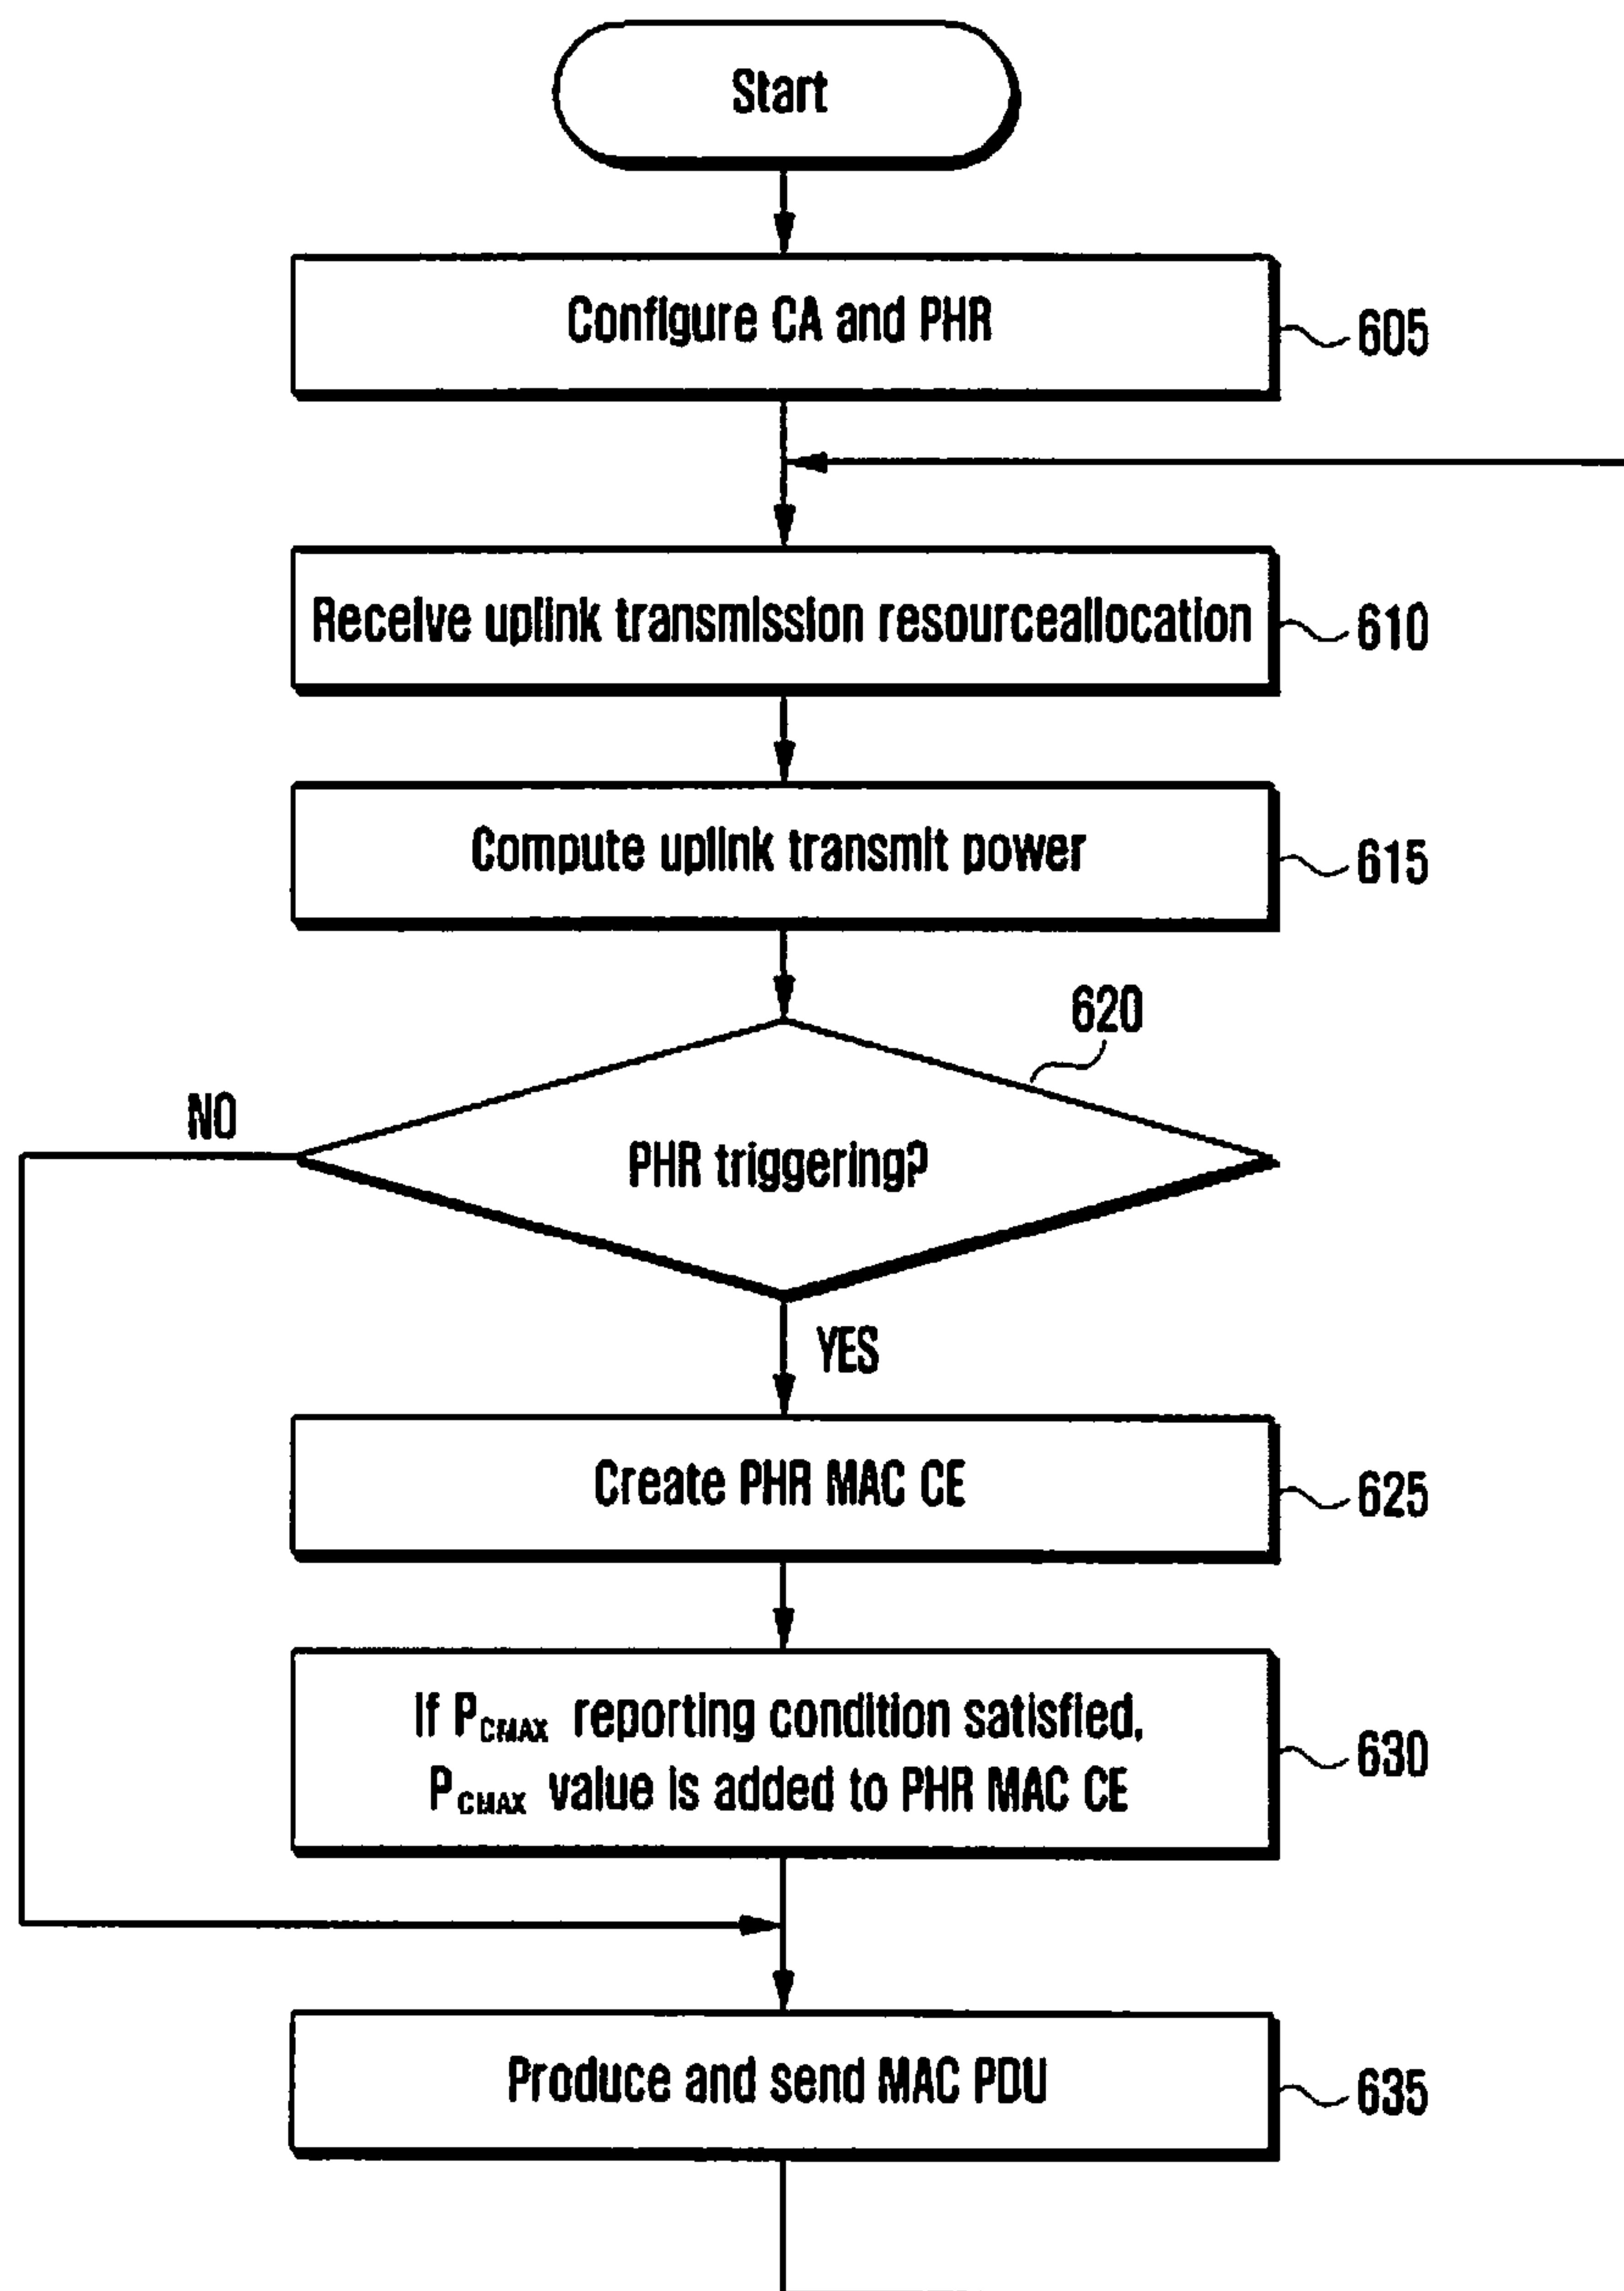 Start
Configure CA and PHR
605
Receive uplink transmission resourceallocation
610
Compute uplink transmit power
615
620
NO
PHR triggering?
YES
Create PHR MAC CE
625
If PCMAX reporting condition satisfied,
PCMAX value is added to PHR MAC CE
630
Produce and send MAC PDU
635